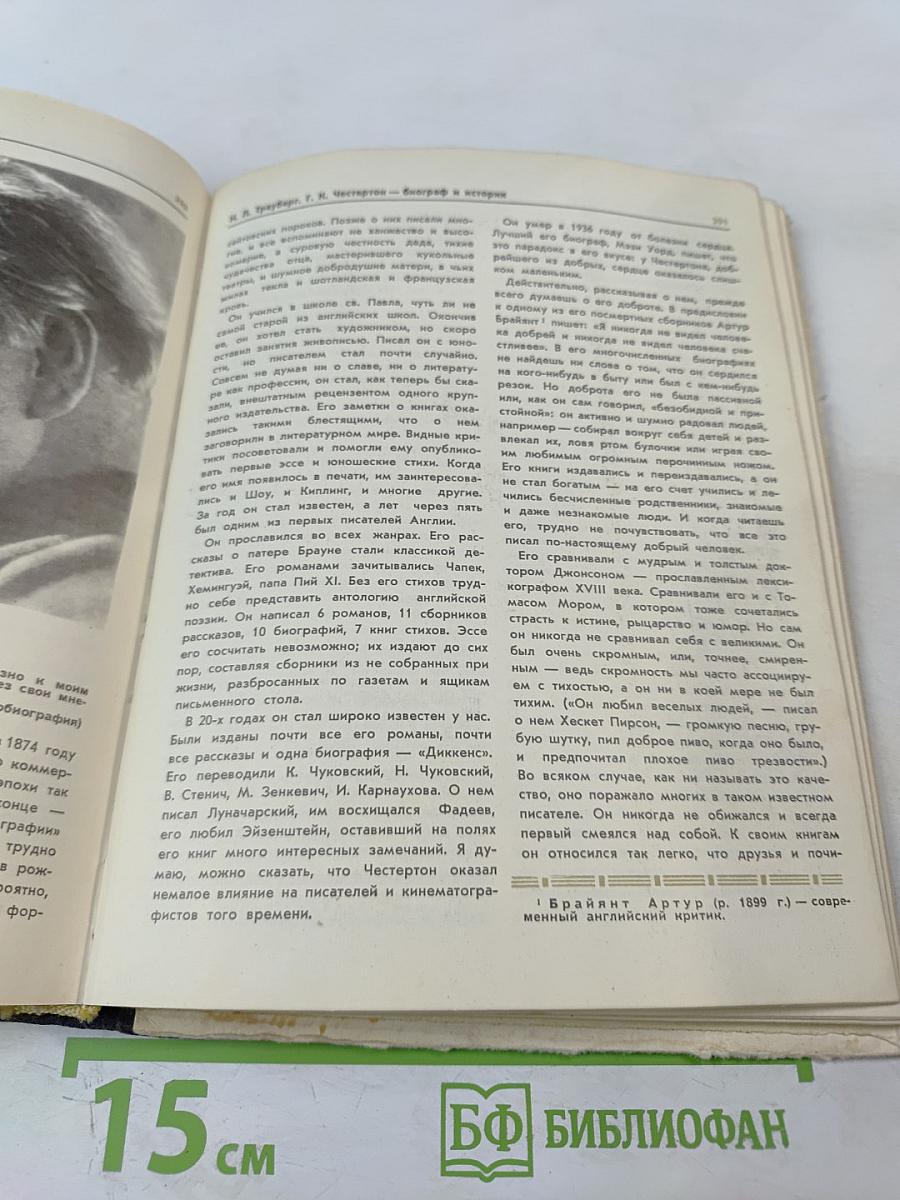 зно к моим
ез свои мне-
обиография)
в 1874 году
о коммер-
эпохи так
сонце —
графии»
трудно
в рож-
роятно,
фор-
Н. Л. Трауберг. Г. К. Честертон — биограф и историк
391
сейтовских пороков. Позже о них писали мно-
гие, и все вспоминают не ханжество и высо-
комерие, а суровую честность деда, тихие
чудачества отца, мастерившего кукольные
театры, и шумное добродушие матери, в чьих
жилах текла и шотландская и французская
кровь.
Он учился в школе св. Павла, чуть ли не
самой старой из английских школ. Окончив
ее, он хотел стать художником, но скоро
оставил занятия живописью. Писал он с юно-
сти, но писателем стал почти случайно.
Совсем не думая ни о славе, ни о литерату-
ре как профессии, он стал, как теперь бы ска-
зали, внештатным рецензентом одного круп-
ного издательства. Его заметки о книгах ока-
зались такими блестящими, что о нем
заговорили в литературном мире. Видные кри-
тики посоветовали и помогли ему опублико-
вать первые эссе и юношеские стихи. Когда
его имя появилось в печати, им заинтересова-
лись и Шоу, и Киплинг, и многие другие.
За год он стал известен, а лет через пять
был одним из первых писателей Англии.
Он прославился во всех жанрах. Его рас-
сказы о патере Брауне стали классикой де-
тектива. Его романами зачитывались Чапек,
Хемингуэй, папа Пий XI. Без его стихов труд-
но себе представить антологию английской
поэзии. Он написал 6 романов, 11 сборников
рассказов, 10 биографий, 7 книг стихов. Эссе
его сосчитать невозможно; их издают до сих
пор, составляя сборники из не собранных при
жизни, разбросанных по газетам и ящикам
письменного стола.
В 20-х годах он стал широко известен у нас.
Были изданы почти все его романы, почти
все рассказы и одна биография — «Диккенс».
Его переводили К. Чуковский, Н. Чуковский,
В. Стенич, М. Зенкевич, И. Карнаухова. О нем
писал Луначарский, им восхищался Фадеев,
его любил Эйзенштейн, оставивший на полях
его книг много интересных замечаний. Я ду-
маю, можно сказать, что Честертон оказал
немалое влияние на писателей и кинематогра-
фистов того времени.
Он умер в 1936 году от болезни сердца.
Лучший его биограф, Мэзи Уорд, пишет, что
это парадокс в его вкусе: у Честертона, доб-
рейшего из добрых, сердце оказалось слиш-
ком маленьким.
Действительно, рассказывая о нем, прежде
всего думаешь о его доброте. В предисловии
к одному из его посмертных сборников Артур
Брайянт ¹ пишет: «Я никогда не видел челове-
ка добрей и никогда не видел человека сча-
стливее». В его многочисленных биографиях
не найдешь ни слова о том, что он сердился
на кого-нибудь в быту или был с кем-нибудь
резок. Но доброта его не была пассивной
или, как он сам говорил, «безобидной и при-
стойной»: он активно и шумно радовал людей,
например — собирал вокруг себя детей и раз-
влекал их, ловя ртом булочки или играя сво-
им любимым огромным перочинным ножом.
Его книги издавались и переиздавались, а он
не стал богатым — на его счет учились и ле-
чились бесчисленные родственники, знакомые
и даже незнакомые люди. И когда читаешь
его, трудно не почувствовать, что все это
писал по-настоящему добрый человек.
Его сравнивали с мудрым и толстым док-
тором Джонсоном — прославленным лекси-
кографом XVIII века. Сравнивали его и с То-
масом Мором, в котором тоже сочетались
страсть к истине, рыцарство и юмор. Но сам
он никогда не сравнивал себя с великими. Он
был очень скромным, или, точнее, смирен-
ным — ведь скромность мы часто ассоцииру-
ем с тихостью, а он ни в коей мере не был
тихим. («Он любил веселых людей, — писал
о нем Хескет Пирсон, — громкую песню, гру-
бую шутку, пил доброе пиво, когда оно было,
и предпочитал плохое пиво трезвости».)
Во всяком случае, как ни называть это каче-
ство, оно поражало многих в таком известном
писателе. Он никогда не обижался и всегда
первый смеялся над собой. К своим книгам
он относился так легко, что друзья и почи-
¹ Брайянт Артур (р. 1899 г.) — совре-
менный английский критик.
15 см
БФ БИБЛИОФАН